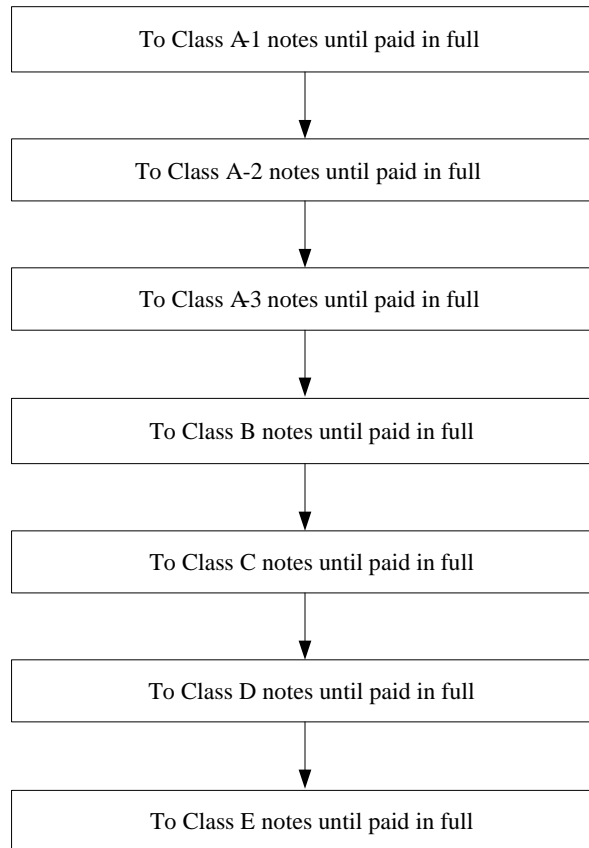 To Class A-1 notes until paid in full
To Class A-2 notes until paid in full
To Class A-3 notes until paid in full
To Class B notes until paid in full
To Class C notes until paid in full
To Class D notes until paid in full
To Class E notes until paid in full